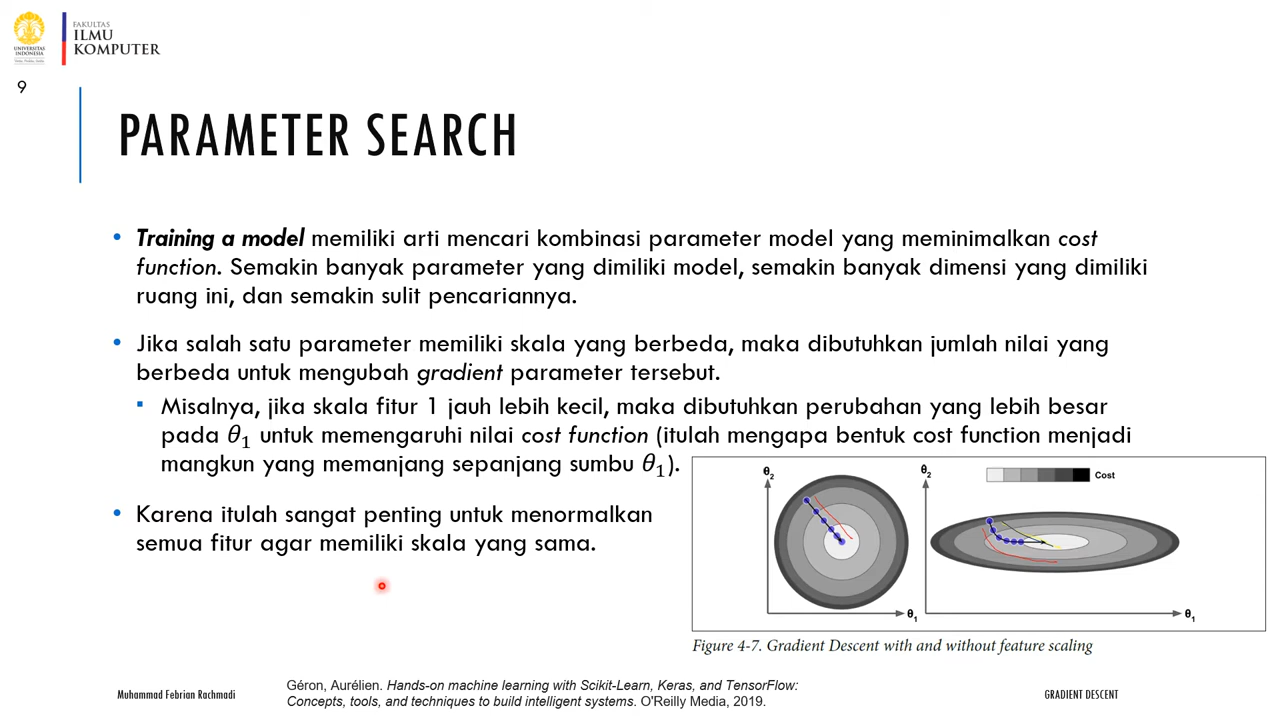 UNIVERSITAS
INDONESIA
FAKULTAS
ILMU
KOMPUTER
9
PARAMETER SEARCH
• Training a model memiliki arti mencari kombinasi parameter model yang meminimalkan cost
function. Semakin banyak parameter yang dimiliki model, semakin banyak dimensi yang dimiliki
ruang ini, dan semakin sulit pencariannya.
• Jika salah satu parameter memiliki skala yang berbeda, maka dibutuhkan jumlah nilai yang
berbeda untuk mengubah gradient parameter tersebut.
▪ Misalnya, jika skala fitur 1 jauh lebih kecil, maka dibutuhkan perubahan yang lebih besar
pada θ₁ untuk memengaruhi nilai cost function (itulah mengapa bentuk cost function menjadi
mangkun yang memanjang sepanjang sumbu θ₁).
• Karena itulah sangat penting untuk menormalkan
semua fitur agar memiliki skala yang sama.
θ₂
θ₁
θ₂
Cost
θ₁
Figure 4-7. Gradient Descent with and without feature scaling
Muhammad Febrian Rachmadi
Géron, Aurélien. Hands-on machine learning with Scikit-Learn, Keras, and TensorFlow:
Concepts, tools, and techniques to build intelligent systems. O'Reilly Media, 2019.
GRADIENT DESCENT